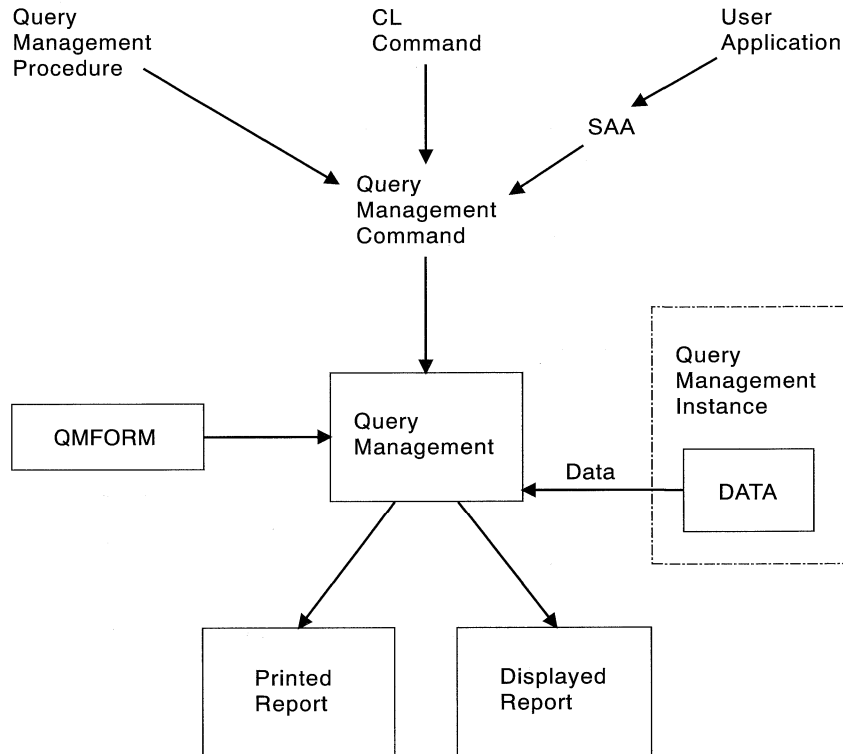 Query
Management
Procedure
CL
Command
User
Application
SAA
Query
Management
Command
Query
Management
Instance
QMFORM
Query
Management
Data
DATA
Printed
Report
Displayed
Report